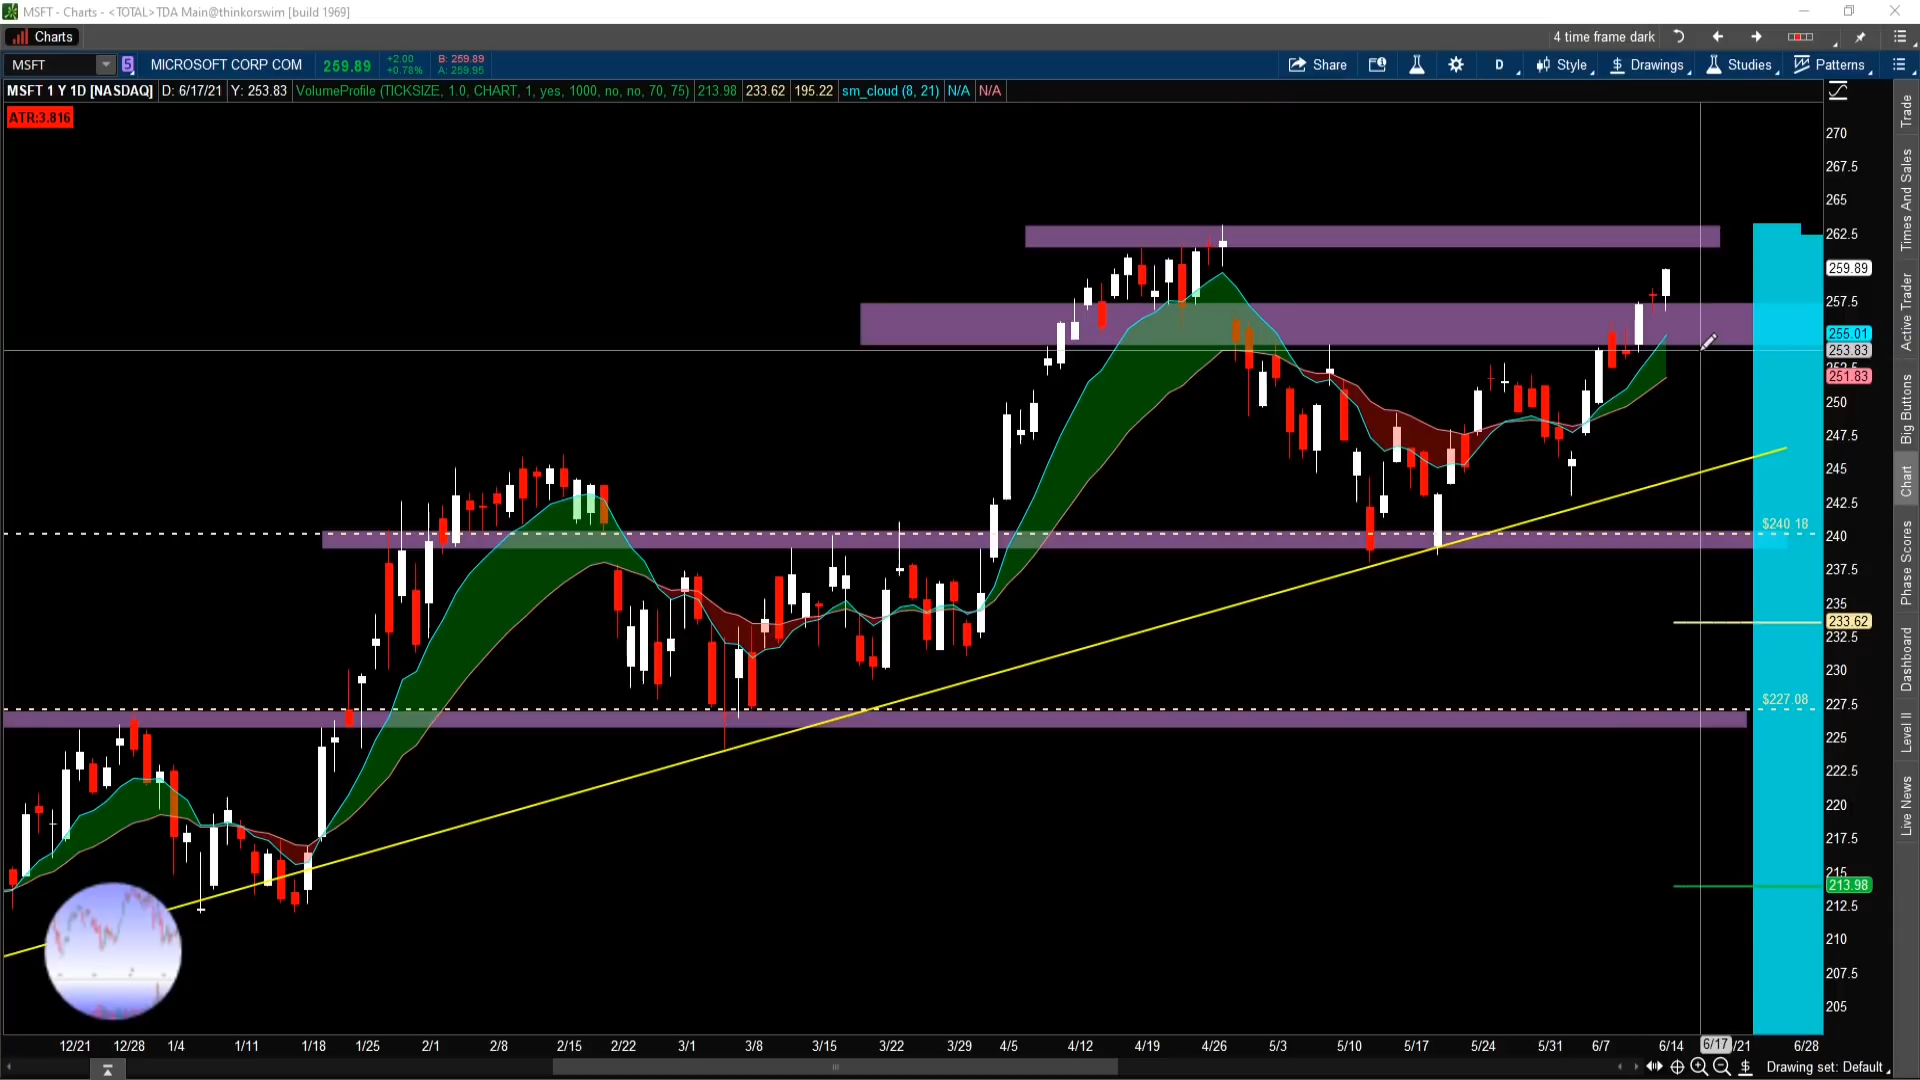 MSFT - Charts - <TOTAL> TDA Main@thinkorswim [build 1969]
Charts
4 time frame dark
MSFT
5
MICROSOFT CORP COM
259.89
+2.00
+0.78%
B: 259.89
A: 259.95
Share
D
Style
$ Drawings
Studies
Patterns
MSFT 1 Y 1D [NASDAQ]
D: 6/17/21
Y: 253.83
VolumeProfile (TICKSIZE, 1.0, CHART, 1, yes, 1000, no, no, 70, 75)
213.98
233.62
195.22
sm_cloud (8, 21)
N/A
N/A
ATR:3.816
270
267.5
265
262.5
259.89
257.5
255.01
253.83
251.83
250
247.5
245
242.5
$240.18
240
237.5
235
233.62
232.5
230
$227.08
227.5
225
222.5
220
217.5
215
213.98
212.5
210
207.5
205
Trade
Times And Sales
Active Trader
Big Buttons
Chart
Phase Scores
Dashboard
Level II
Live News
12/21
12/28
1/4
1/11
1/18
1/25
2/1
2/8
2/15
2/22
3/1
3/8
3/15
3/22
3/29
4/5
4/12
4/19
4/26
5/3
5/10
5/17
5/24
5/31
6/7
6/14
6/17
/21
6/28
$
Drawing set: Default